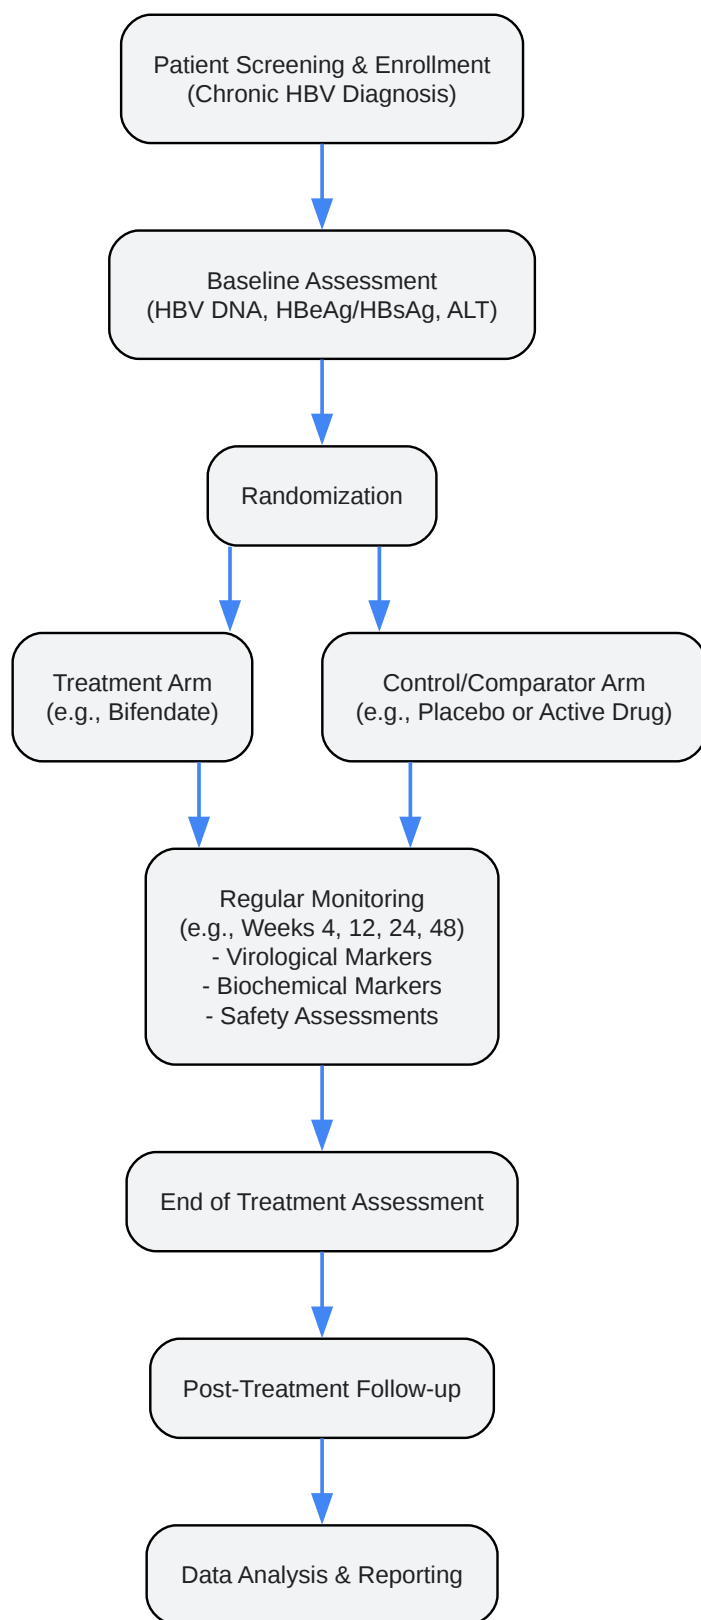 Patient Screening & Enrollment
(Chronic HBV Diagnosis)
Baseline Assessment
(HBV DNA, HBeAg/HBsAg, ALT)
Randomization
Treatment Arm
(e.g., Bifendate)
Control/Comparator Arm
(e.g., Placebo or Active Drug)
Regular Monitoring
(e.g., Weeks 4, 12, 24, 48)
- Virological Markers
- Biochemical Markers
- Safety Assessments
End of Treatment Assessment
Post-Treatment Follow-up
Data Analysis & Reporting